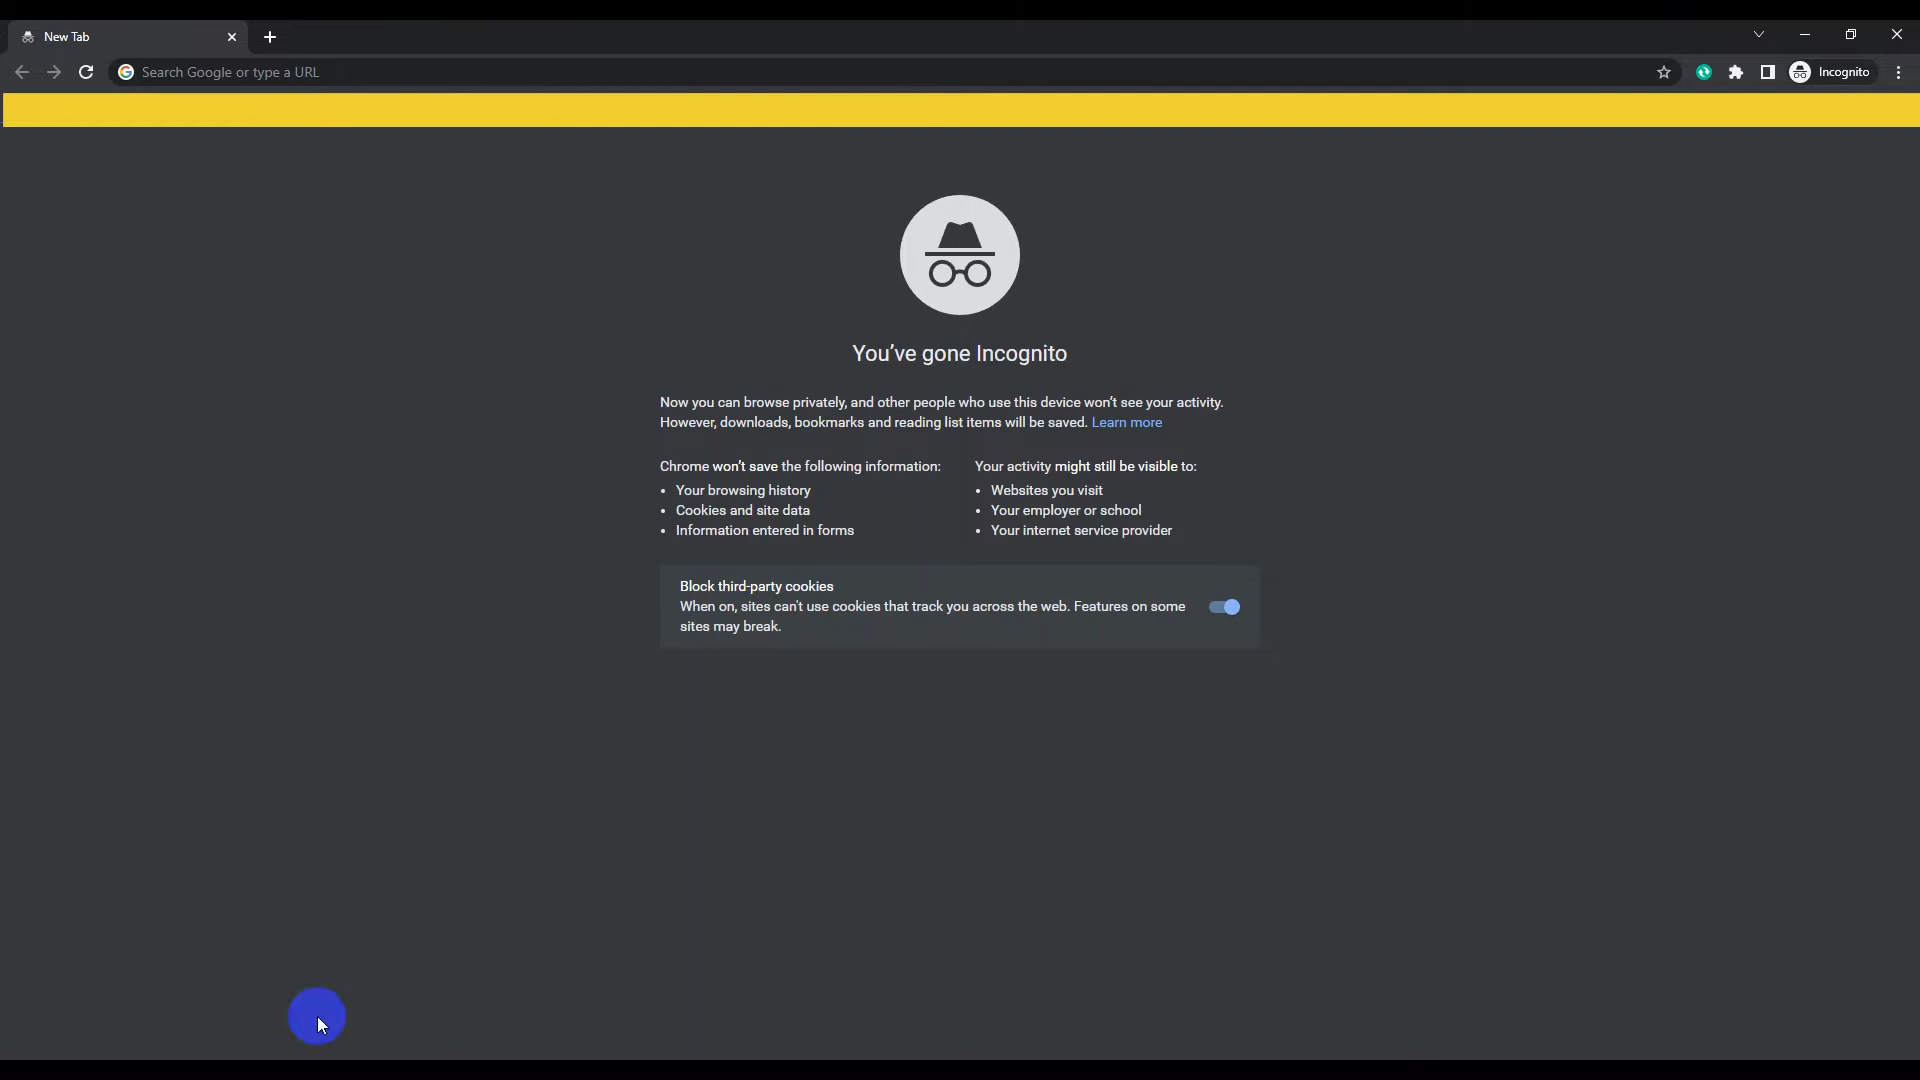 New Tab
Search Google or type a URL
Incognito
You’ve gone Incognito
Now you can browse privately, and other people who use this device won’t see your activity.
However, downloads, bookmarks and reading list items will be saved. Learn more
Chrome won’t save the following information:
Your browsing history
Cookies and site data
Information entered in forms
Your activity might still be visible to:
Websites you visit
Your employer or school
Your internet service provider
Block third-party cookies
When on, sites can't use cookies that track you across the web. Features on some
sites may break.